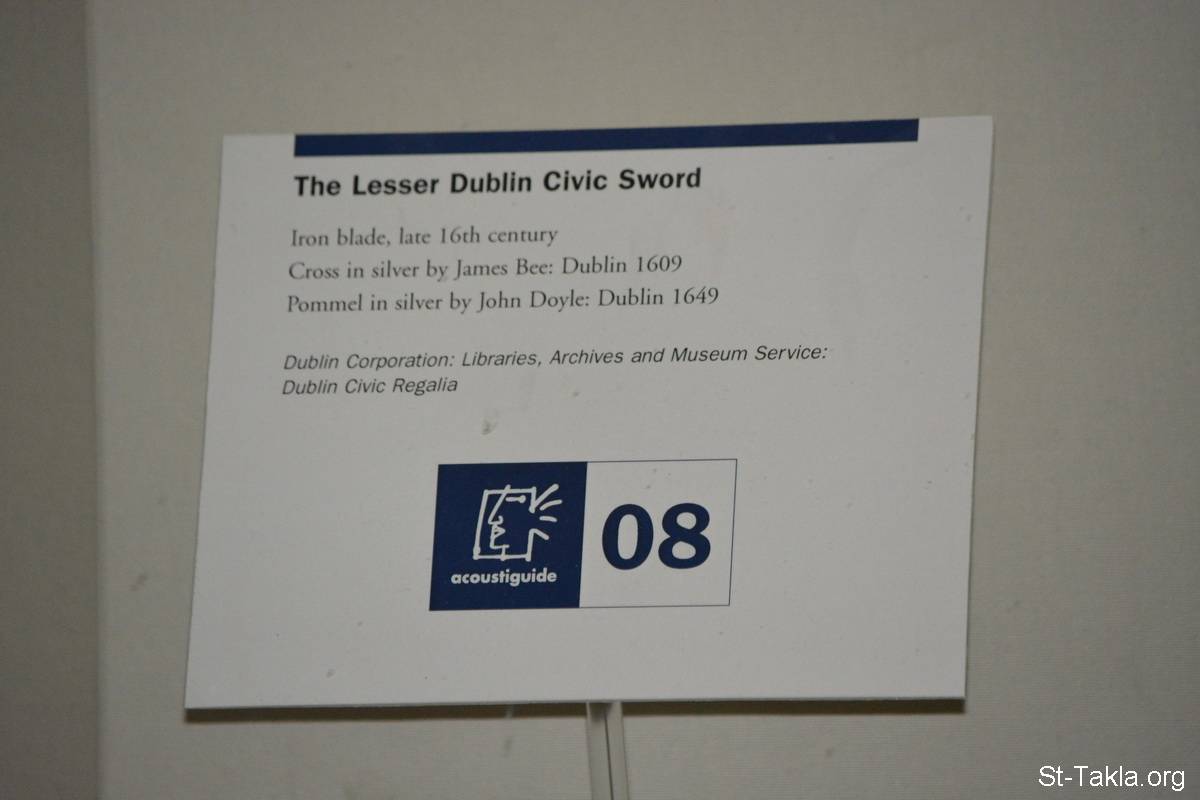 The Lesser Dublin Civic Sword
Iron blade, late 16th century
Cross in silver by James Bee: Dublin 1609
Pommel in silver by John Doyle: Dublin 1649
Dublin Corporation: Libraries, Archives and Museum Service:
Dublin Civic Regalia
acoustiguide
08
St-Takla.org